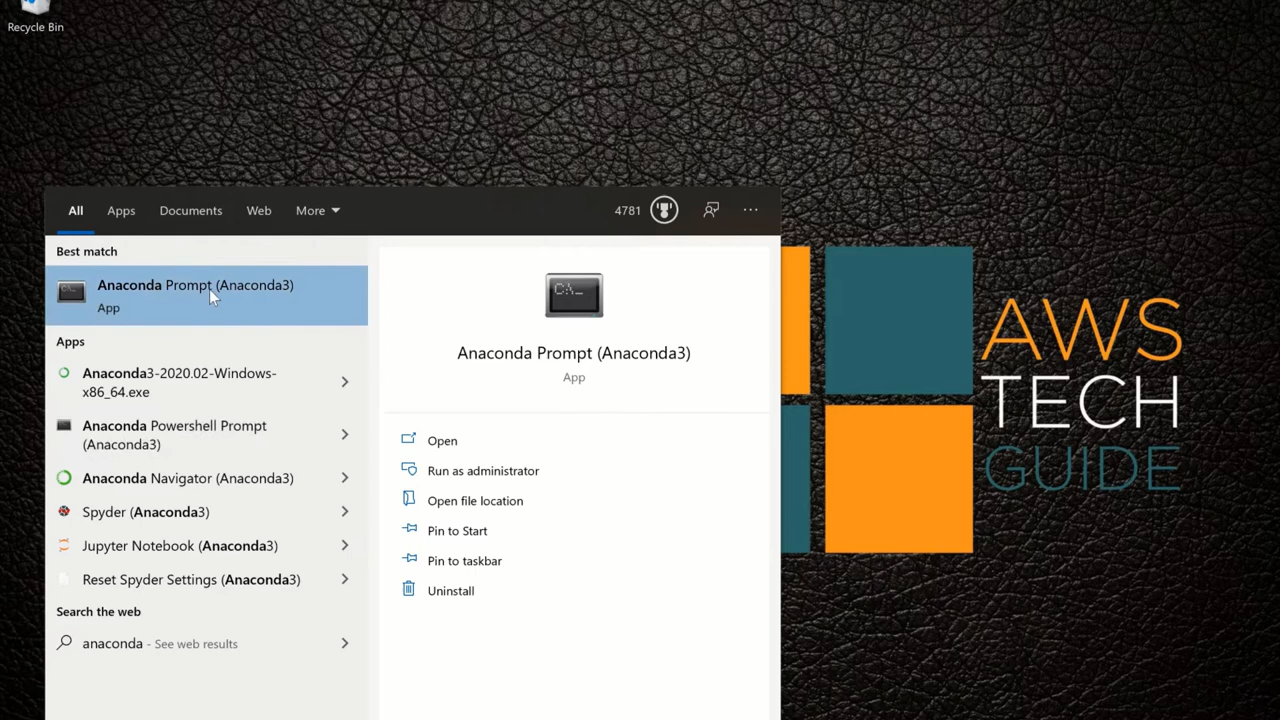 Recycle Bin
All
Apps
Documents
Web
More
4781
Best match
Anaconda Prompt (Anaconda3)
App
Apps
Anaconda3-2020.02-Windows-
x86_64.exe
Anaconda Powershell Prompt
(Anaconda3)
Anaconda Navigator (Anaconda3)
Spyder (Anaconda3)
Jupyter Notebook (Anaconda3)
Reset Spyder Settings (Anaconda3)
Search the web
anaconda - See web results
C:\_
Anaconda Prompt (Anaconda3)
App
Open
Run as administrator
Open file location
Pin to Start
Pin to taskbar
Uninstall
AWS
TECH
GUIDE